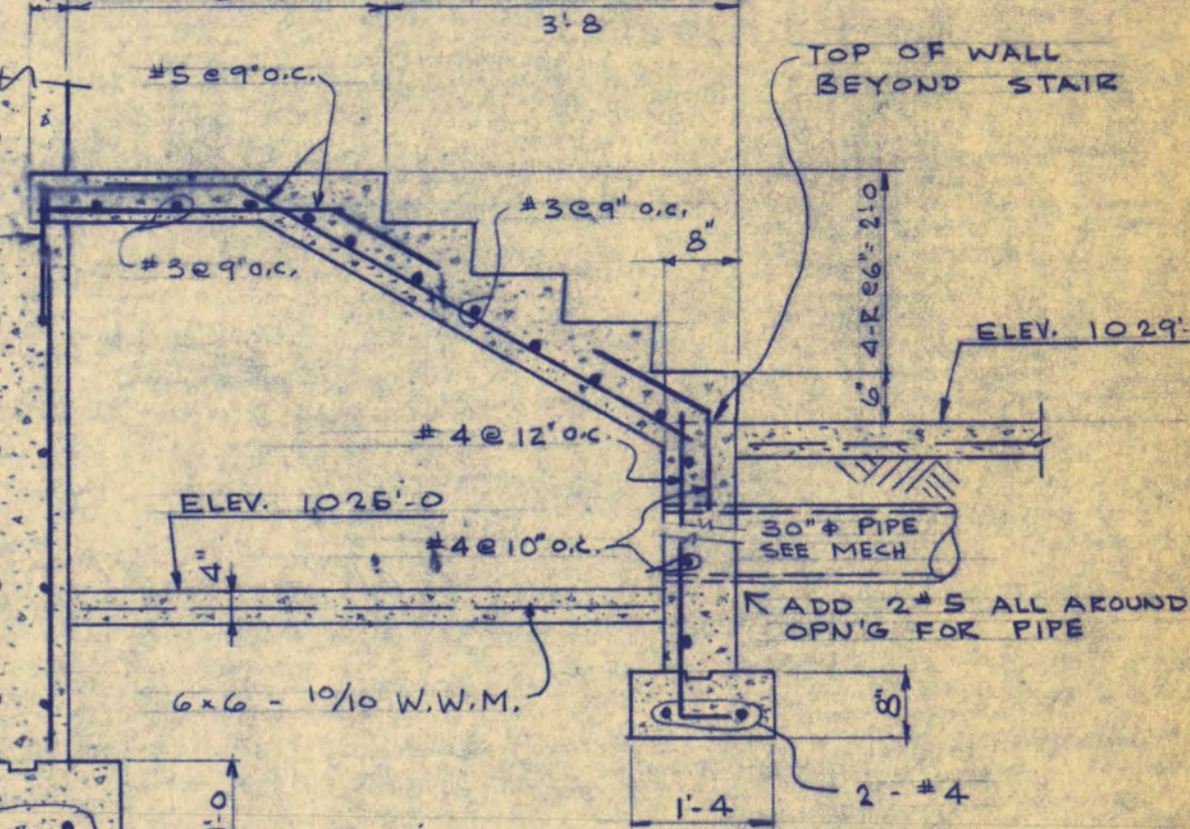 3'-8
TOP OF WALL
BEYOND STAIR
#5 @ 9" o.c.
#3 @ 9" o.c.
8"
#3 @ 9" o.c.
6" 4-R @ 6" = 2'-0
ELEV. 1029'-
#4 @ 12" o.c.
ELEV. 1025'-0
4"
#4 @ 10" o.c.
30" φ PIPE
SEE MECH
ADD 2 #5 ALL AROUND
OPN'G FOR PIPE
6x6 - 10/10 W.W.M.
8"
1'-4
2 - #4